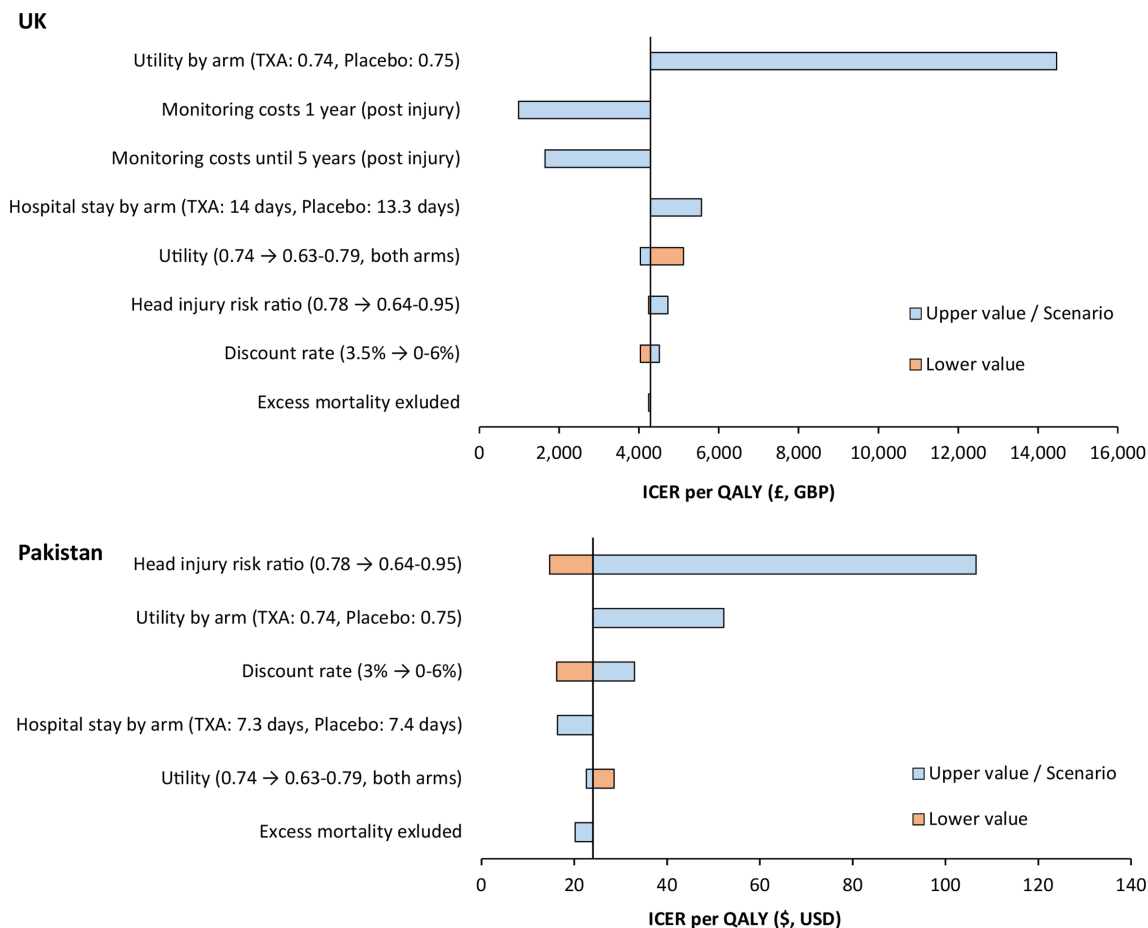 UK
Utility by arm (TXA: 0.74, Placebo: 0.75)
Monitoring costs 1 year (post injury)
Monitoring costs until 5 years (post injury)
Hospital stay by arm (TXA: 14 days, Placebo: 13.3 days)
Utility (0.74 → 0.63-0.79, both arms)
Head injury risk ratio (0.78 → 0.64-0.95)
Discount rate (3.5% → 0-6%)
Excess mortality exluded
Upper value / Scenario
Lower value
0 2,000 4,000 6,000 8,000 10,000 12,000 14,000 16,000
ICER per QALY (£, GBP)
Pakistan
Head injury risk ratio (0.78 → 0.64-0.95)
Utility by arm (TXA: 0.74, Placebo: 0.75)
Discount rate (3% → 0-6%)
Hospital stay by arm (TXA: 7.3 days, Placebo: 7.4 days)
Utility (0.74 → 0.63-0.79, both arms)
Excess mortality exluded
Upper value / Scenario
Lower value
0 20 40 60 80 100 120 140
ICER per QALY ($, USD)